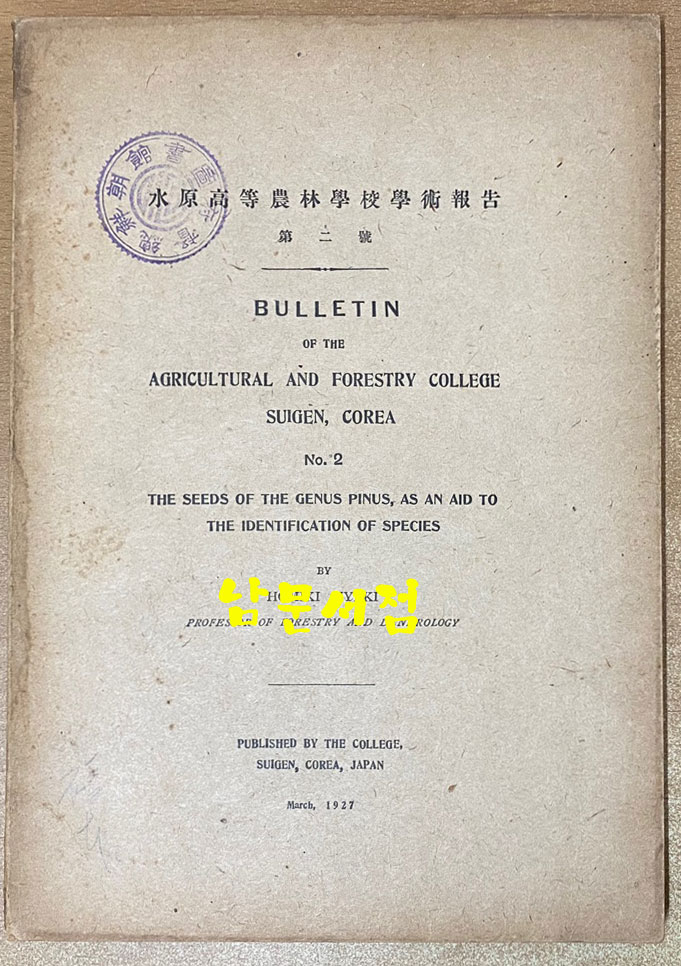 水原高等農林學校學術報告
第二號
BULLETIN
OF THE
AGRICULTURAL AND FORESTRY COLLEGE
SUIGEN, COREA
No. 2
THE SEEDS OF THE GENUS PINUS, AS AN AID TO
THE IDENTIFICATION OF SPECIES
BY
남문서점
OF FORESTRY AND
PUBLISHED BY THE COLLEGE,
SUIGEN, COREA, JAPAN
March, 1927